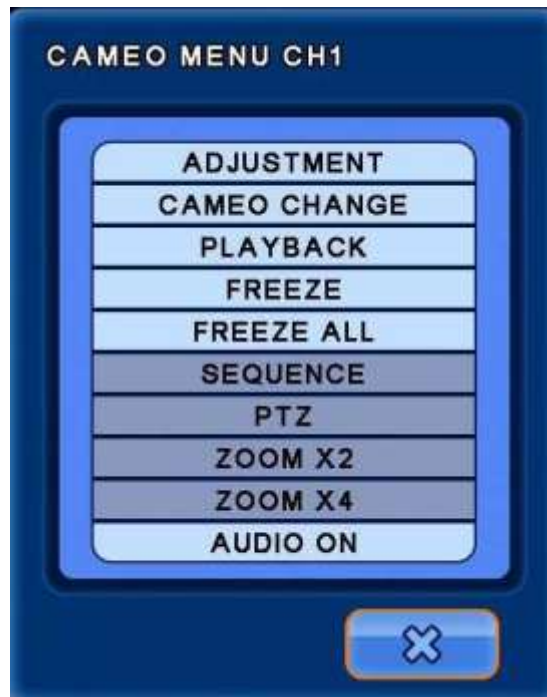 CAMEO MENU CH1
ADJUSTMENT
CAMEO CHANGE
PLAYBACK
FREEZE
FREEZE ALL
SEQUENCE
PTZ
ZOOM X2
ZOOM X4
AUDIO ON